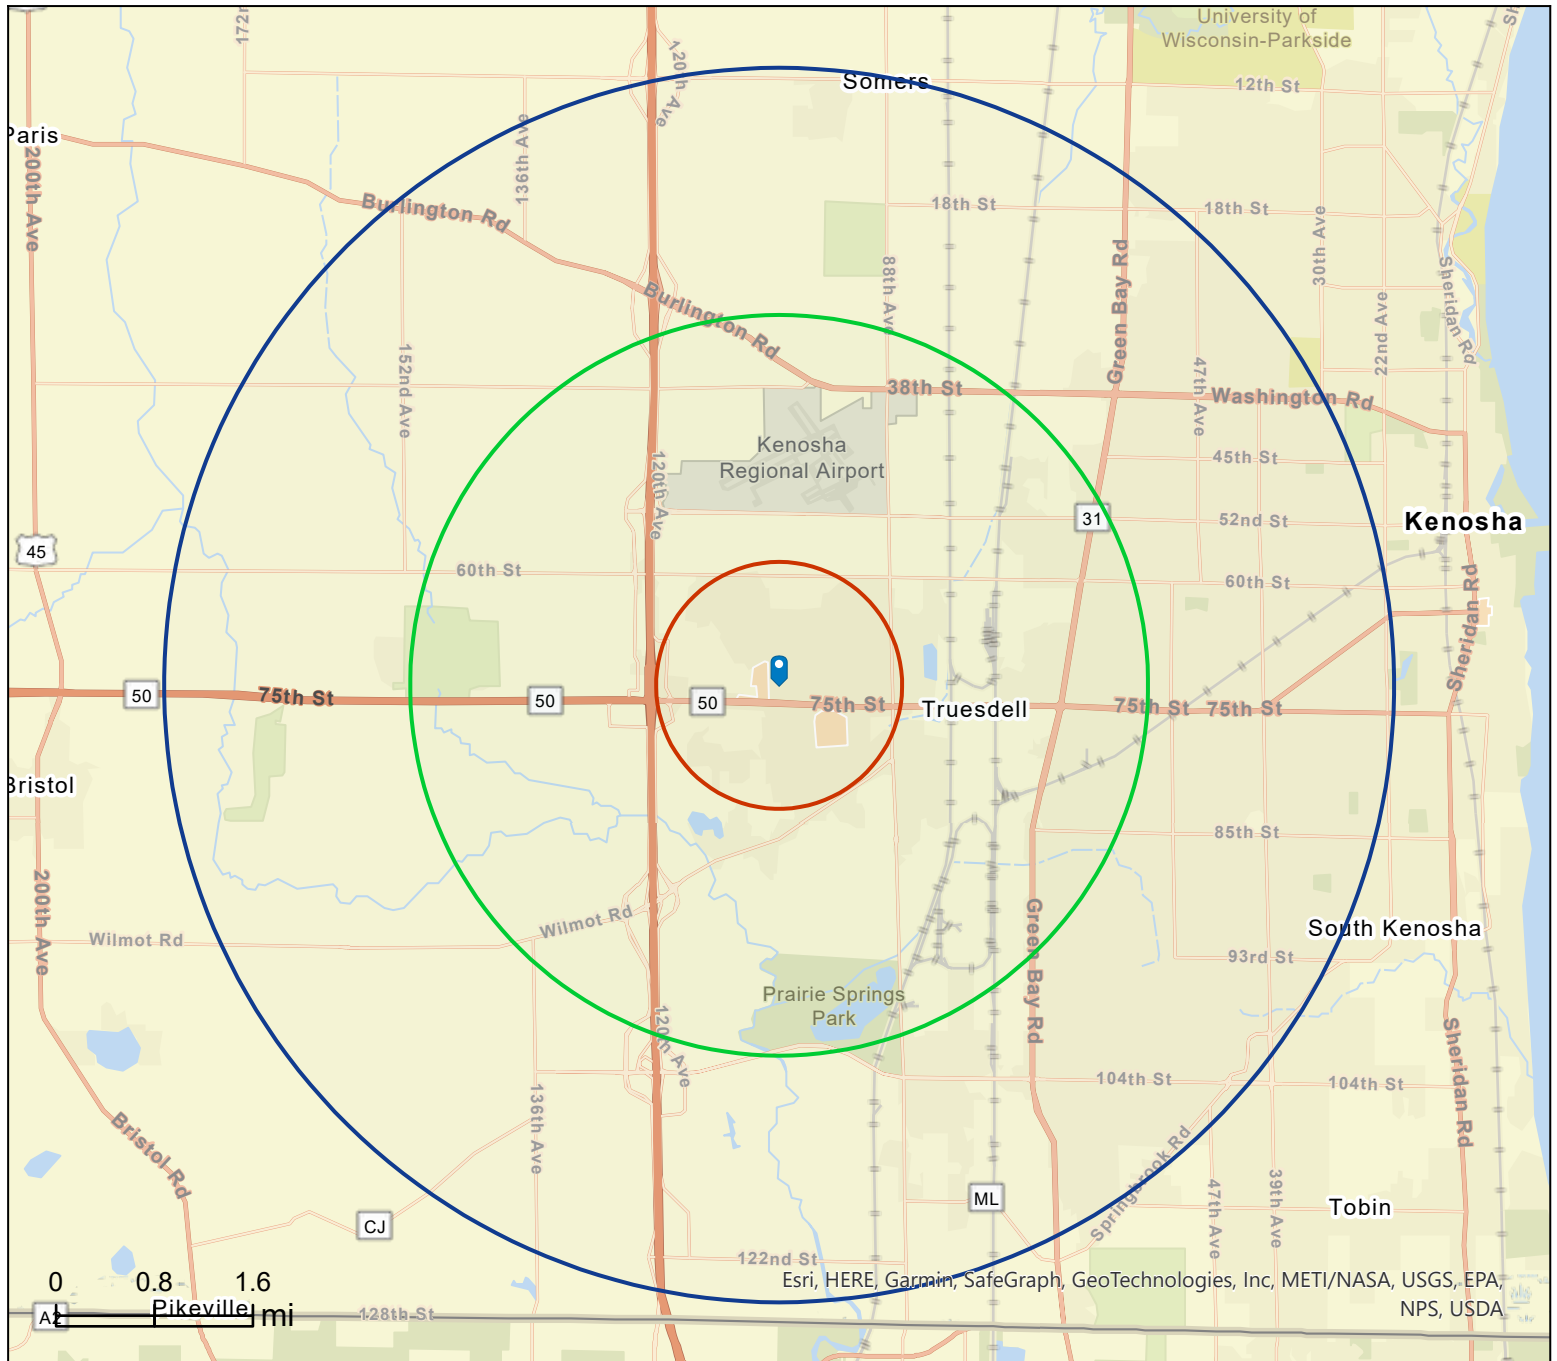 University of
Wisconsin-Parkside
172n
120th Ave
Somers
12th St
Paris
136th Ave
200th Ave
Burlington Rd
18th St
18th St
30th Ave
Green Bay Rd
88th Ave
Sheridan Rd
Burlington Rd
22nd Ave
152nd Ave
47th Ave
38th St
Washington Rd
Kenosha
Regional Airport
45th St
120th Ave
31
52nd St
Kenosha
45
60th St
60th St
Sheridan Rd
50
75th St
50
50
75th St
Truesdell
75th St
75th St
Bristol
85th St
200th Ave
Wilmot Rd
Wilmot Rd
Green Bay Rd
South Kenosha
93rd St
Prairie Springs
Park
120th Ave
Sheridan Rd
104th St
104th St
136th Ave
Bristol Rd
Springbrook Rd
47th Ave
39th Ave
ML
Tobin
CJ
122nd St
0 0.8 1.6
mi
Esri, HERE, Garmin, SafeGraph, GeoTechnologies, Inc, METI/NASA, USGS, EPA,
NPS, USDA
A2
Pikeville
128th St